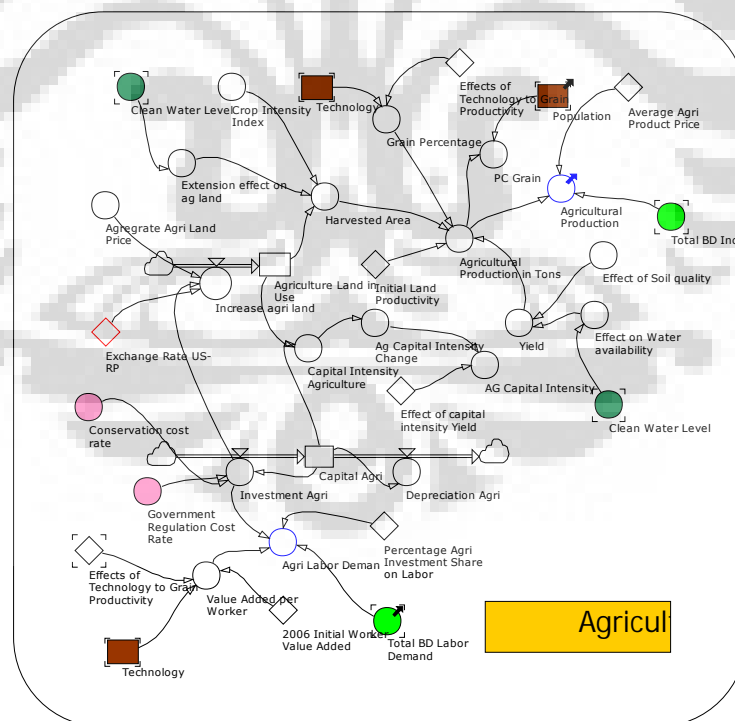 Effects of
Technology to Grain
Productivity
Clean Water Level
Crop Intensity
Index
Technology
Population
Average Agri
Product Price
Grain Percentage
PC Grain
Extension effect on
ag land
Agregrate Agri Land
Price
Harvested Area
Agricultural
Production
Total BD Ind
Agricultural
Production in Tons
Initial Land
Productivity
Agriculture Land in
Use
Increase agri land
Effect of Soil quality
Exchange Rate US-
RP
Ag Capital Intensity
Change
Yield
Effect on Water
availability
Capital Intensity
Agriculture
AG Capital Intensity
Effect of capital
intensity Yield
Clean Water Level
Conservation cost
rate
Capital Agri
Investment Agri
Depreciation Agri
Government
Regulation Cost
Rate
Percentage Agri
Investment Share
on Labor
Agri Labor Deman
Effects of
Technology to Grain
Productivity
Value Added per
Worker
2006 Initial Worker
Value Added
Total BD Labor
Demand
Technology
Agricul